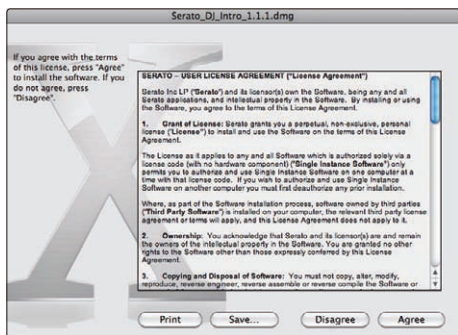 Serato_DJ_Intro_1.1.1.dmg
If you agree with the terms
of this license, press "Agree"
to install the software. If you
do not agree, press
"Disagree".
SERATO – USER LICENSE AGREEMENT ("License Agreement")
Serato Inc LP ("Serato") and its licensor(s) own the Software, being any and all
Serato applications, and intellectual property in the Software. By installing or using
the Software, you agree to the terms of this License Agreement.
1. Grant of License: Serato grants you a perpetual, non-exclusive, personal
license ("License") to install and use the Software on the terms of this License
Agreement.
The License as it applies to any and all Software which is authorized solely via a
license code (with no hardware component) ("Single Instance Software") only
permits you to authorize and use Single Instance Software on one computer at a
time with that license code. If you wish to authorize and use Single Instance
Software on another computer you must first deauthorize any prior installation.
Where, as part of the Software installation process, software owned by third parties
("Third Party Software") is installed on your computer, the relevant third party license
agreement or terms will apply, and this License Agreement does not apply to it.
2. Ownership: You acknowledge that Serato and its licensor(s) are and remain
the owners of the intellectual property in the Software. You are granted no other
rights to the Software other than those expressly conferred by this License
Agreement.
3. Copying and Disposal of Software: You must not copy, alter, modify,
reproduce, reverse engineer, reverse assemble or reverse compile the Software or
Print
Save...
Disagree
Agree